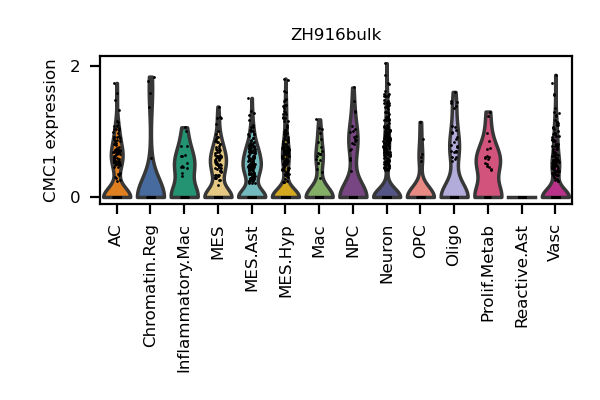 ZH916bulk
CMC1 expression
2
0
AC
Chromatin.Reg
Inflammatory.Mac
MES
MES.Ast
MES.Hyp
Mac
NPC
Neuron
OPC
Oligo
Prolif.Metab
Reactive.Ast
Vasc